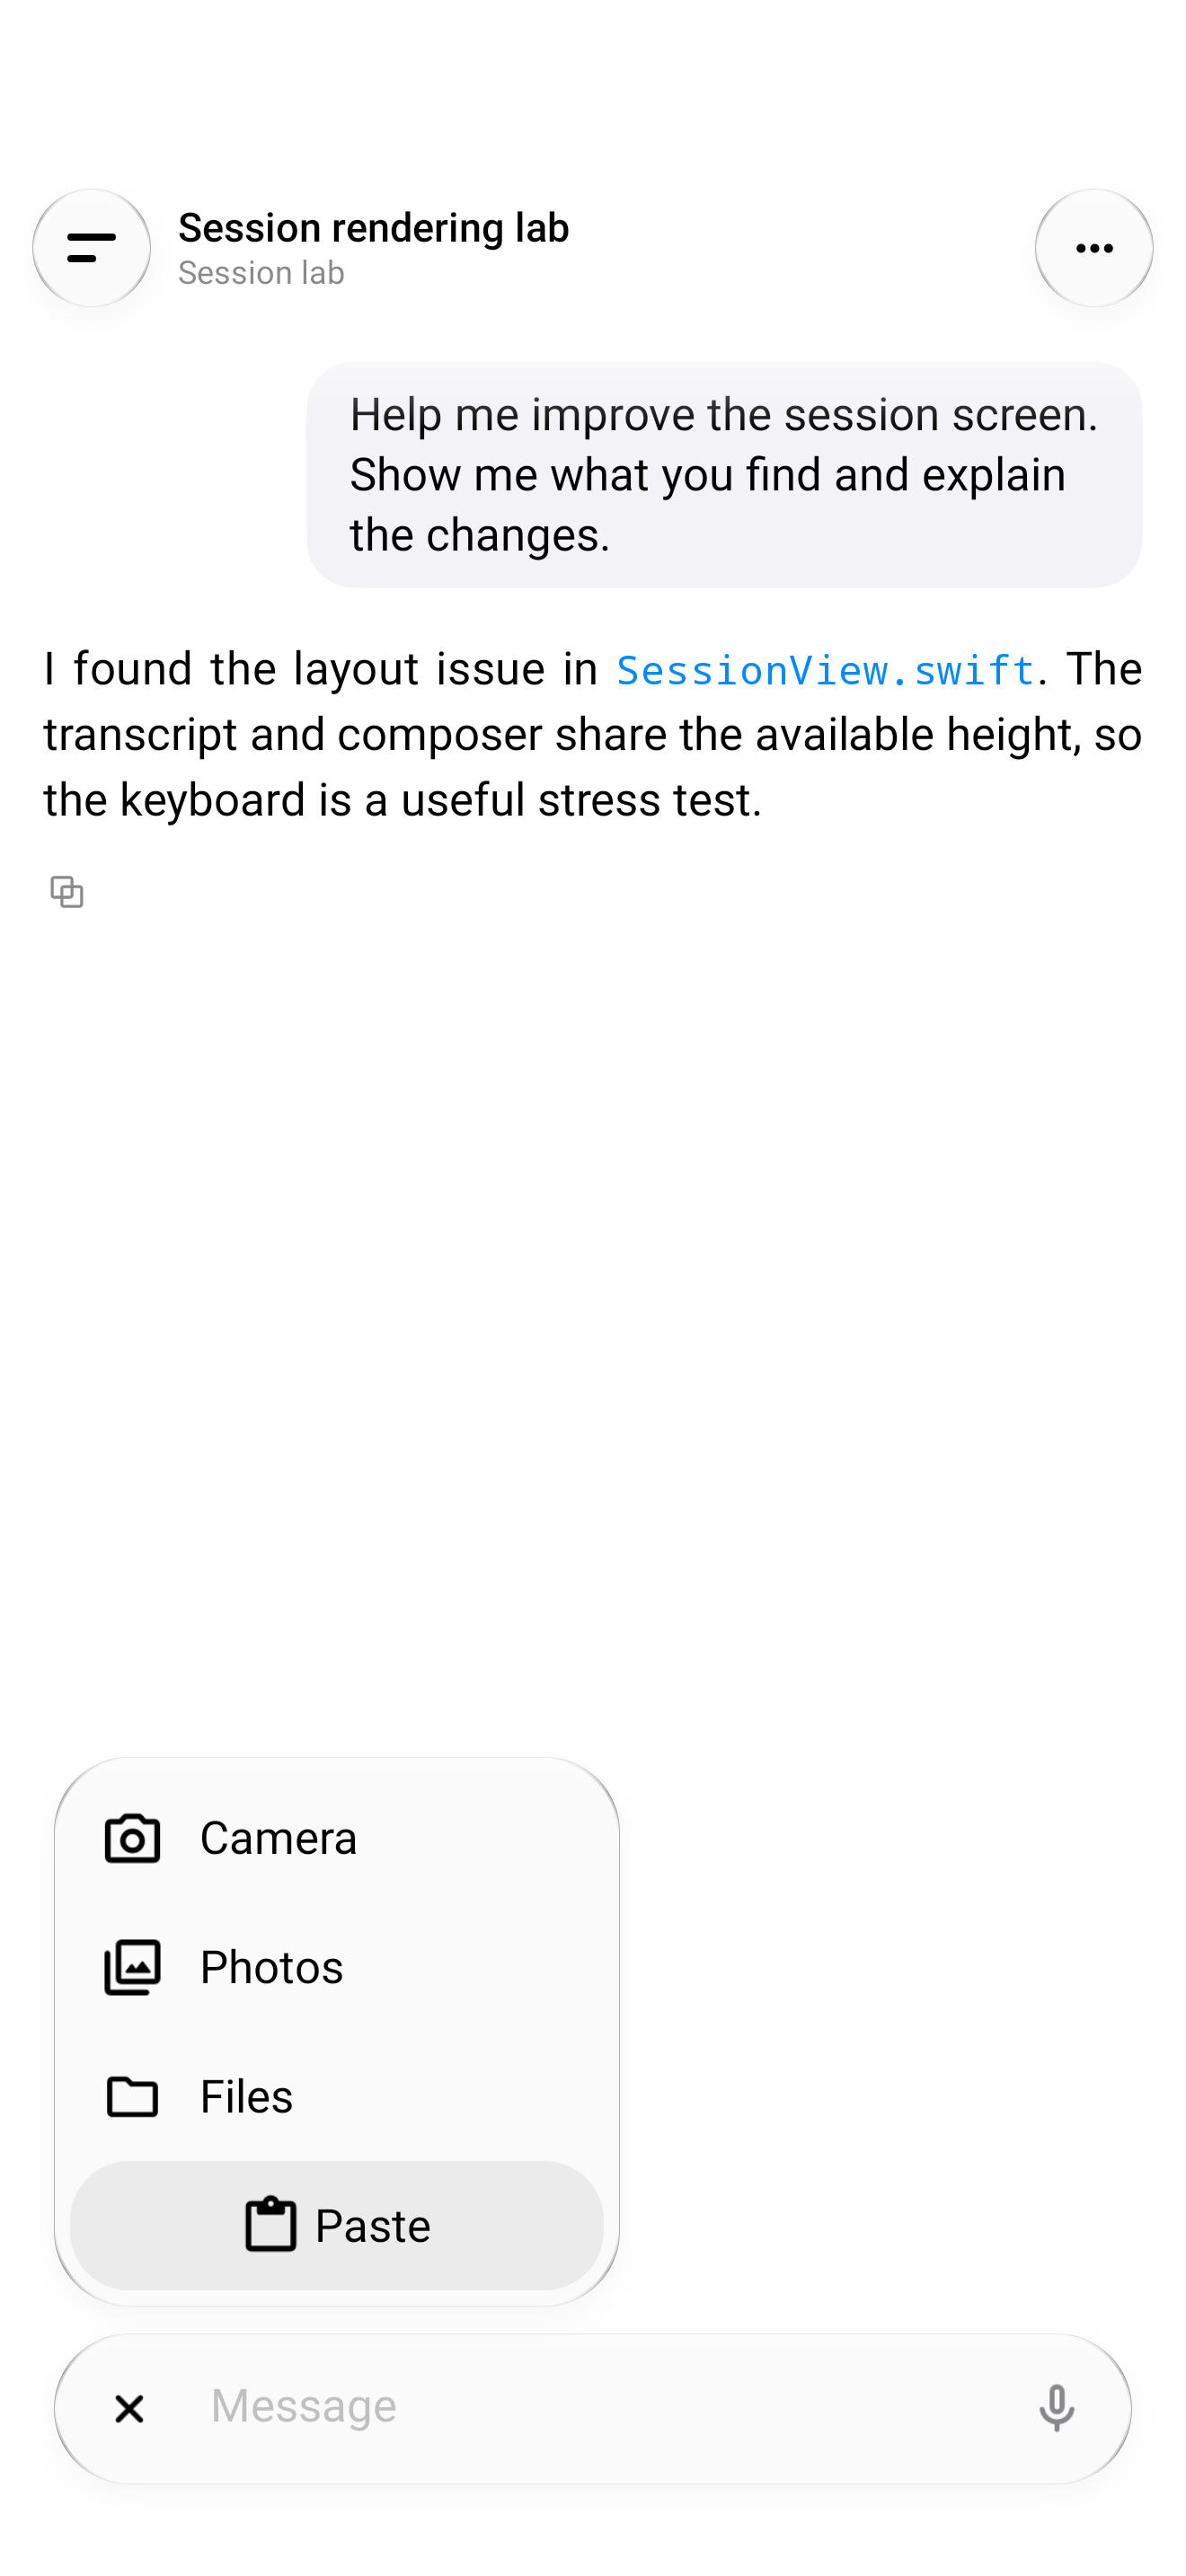 Session rendering lab
Session lab
Help me improve the session screen.
Show me what you find and explain
the changes.
I found the layout issue in SessionView.swift. The
transcript and composer share the available height, so
the keyboard is a useful stress test.
Camera
Photos
Files
Paste
Message